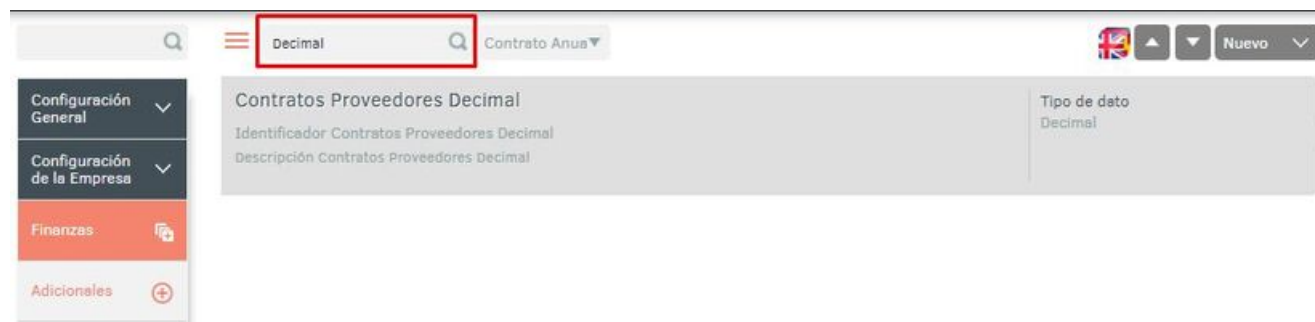 Decimal
Contrato Anua
Nuevo
Configuración
General
Configuración
de la Empresa
Finanzas
Adicionales
Contratos Proveedores Decimal
Identificador Contratos Proveedores Decimal
Descripción Contratos Proveedores Decimal
Tipo de dato
Decimal